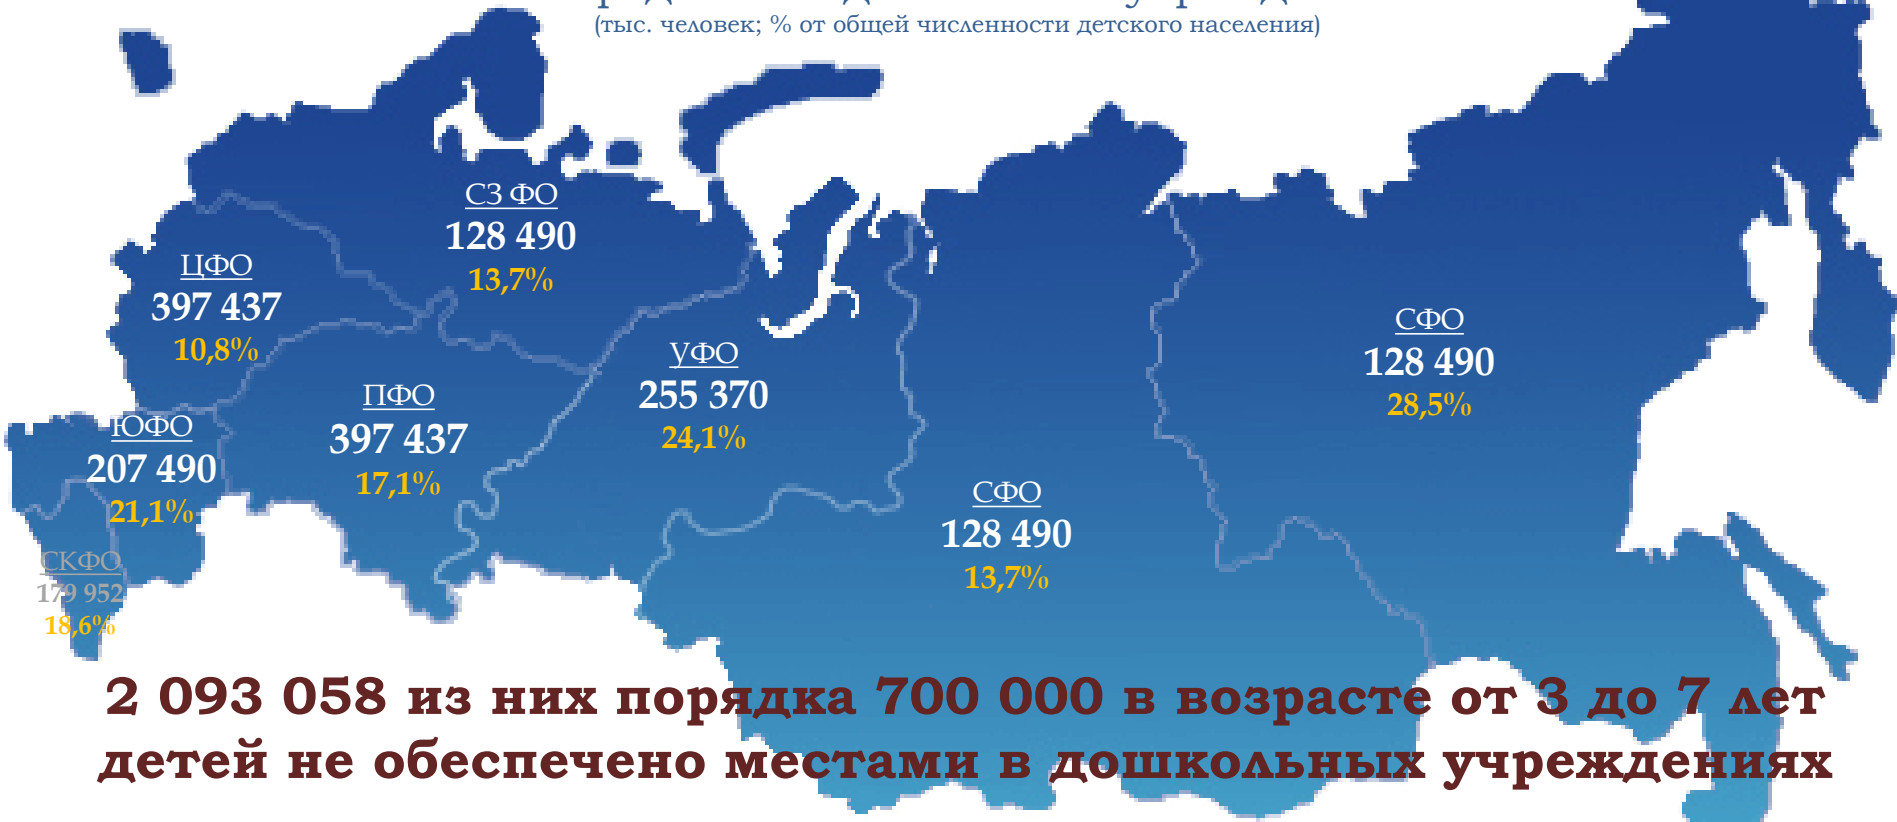 (тыс. человек; % от общей численности детского населения)
СЗ ФО
128 490
13,7%
ЦФО
397 437
10,8%
СФО
128 490
28,5%
УФО
255 370
24,1%
ПФО
397 437
17,1%
ЮФО
207 490
21,1%
СФО
128 490
13,7%
СКФО
179 952
18,6%
2 093 058 из них порядка 700 000 в возрасте от 3 до 7 лет
детей не обеспечено местами в дошкольных учреждениях